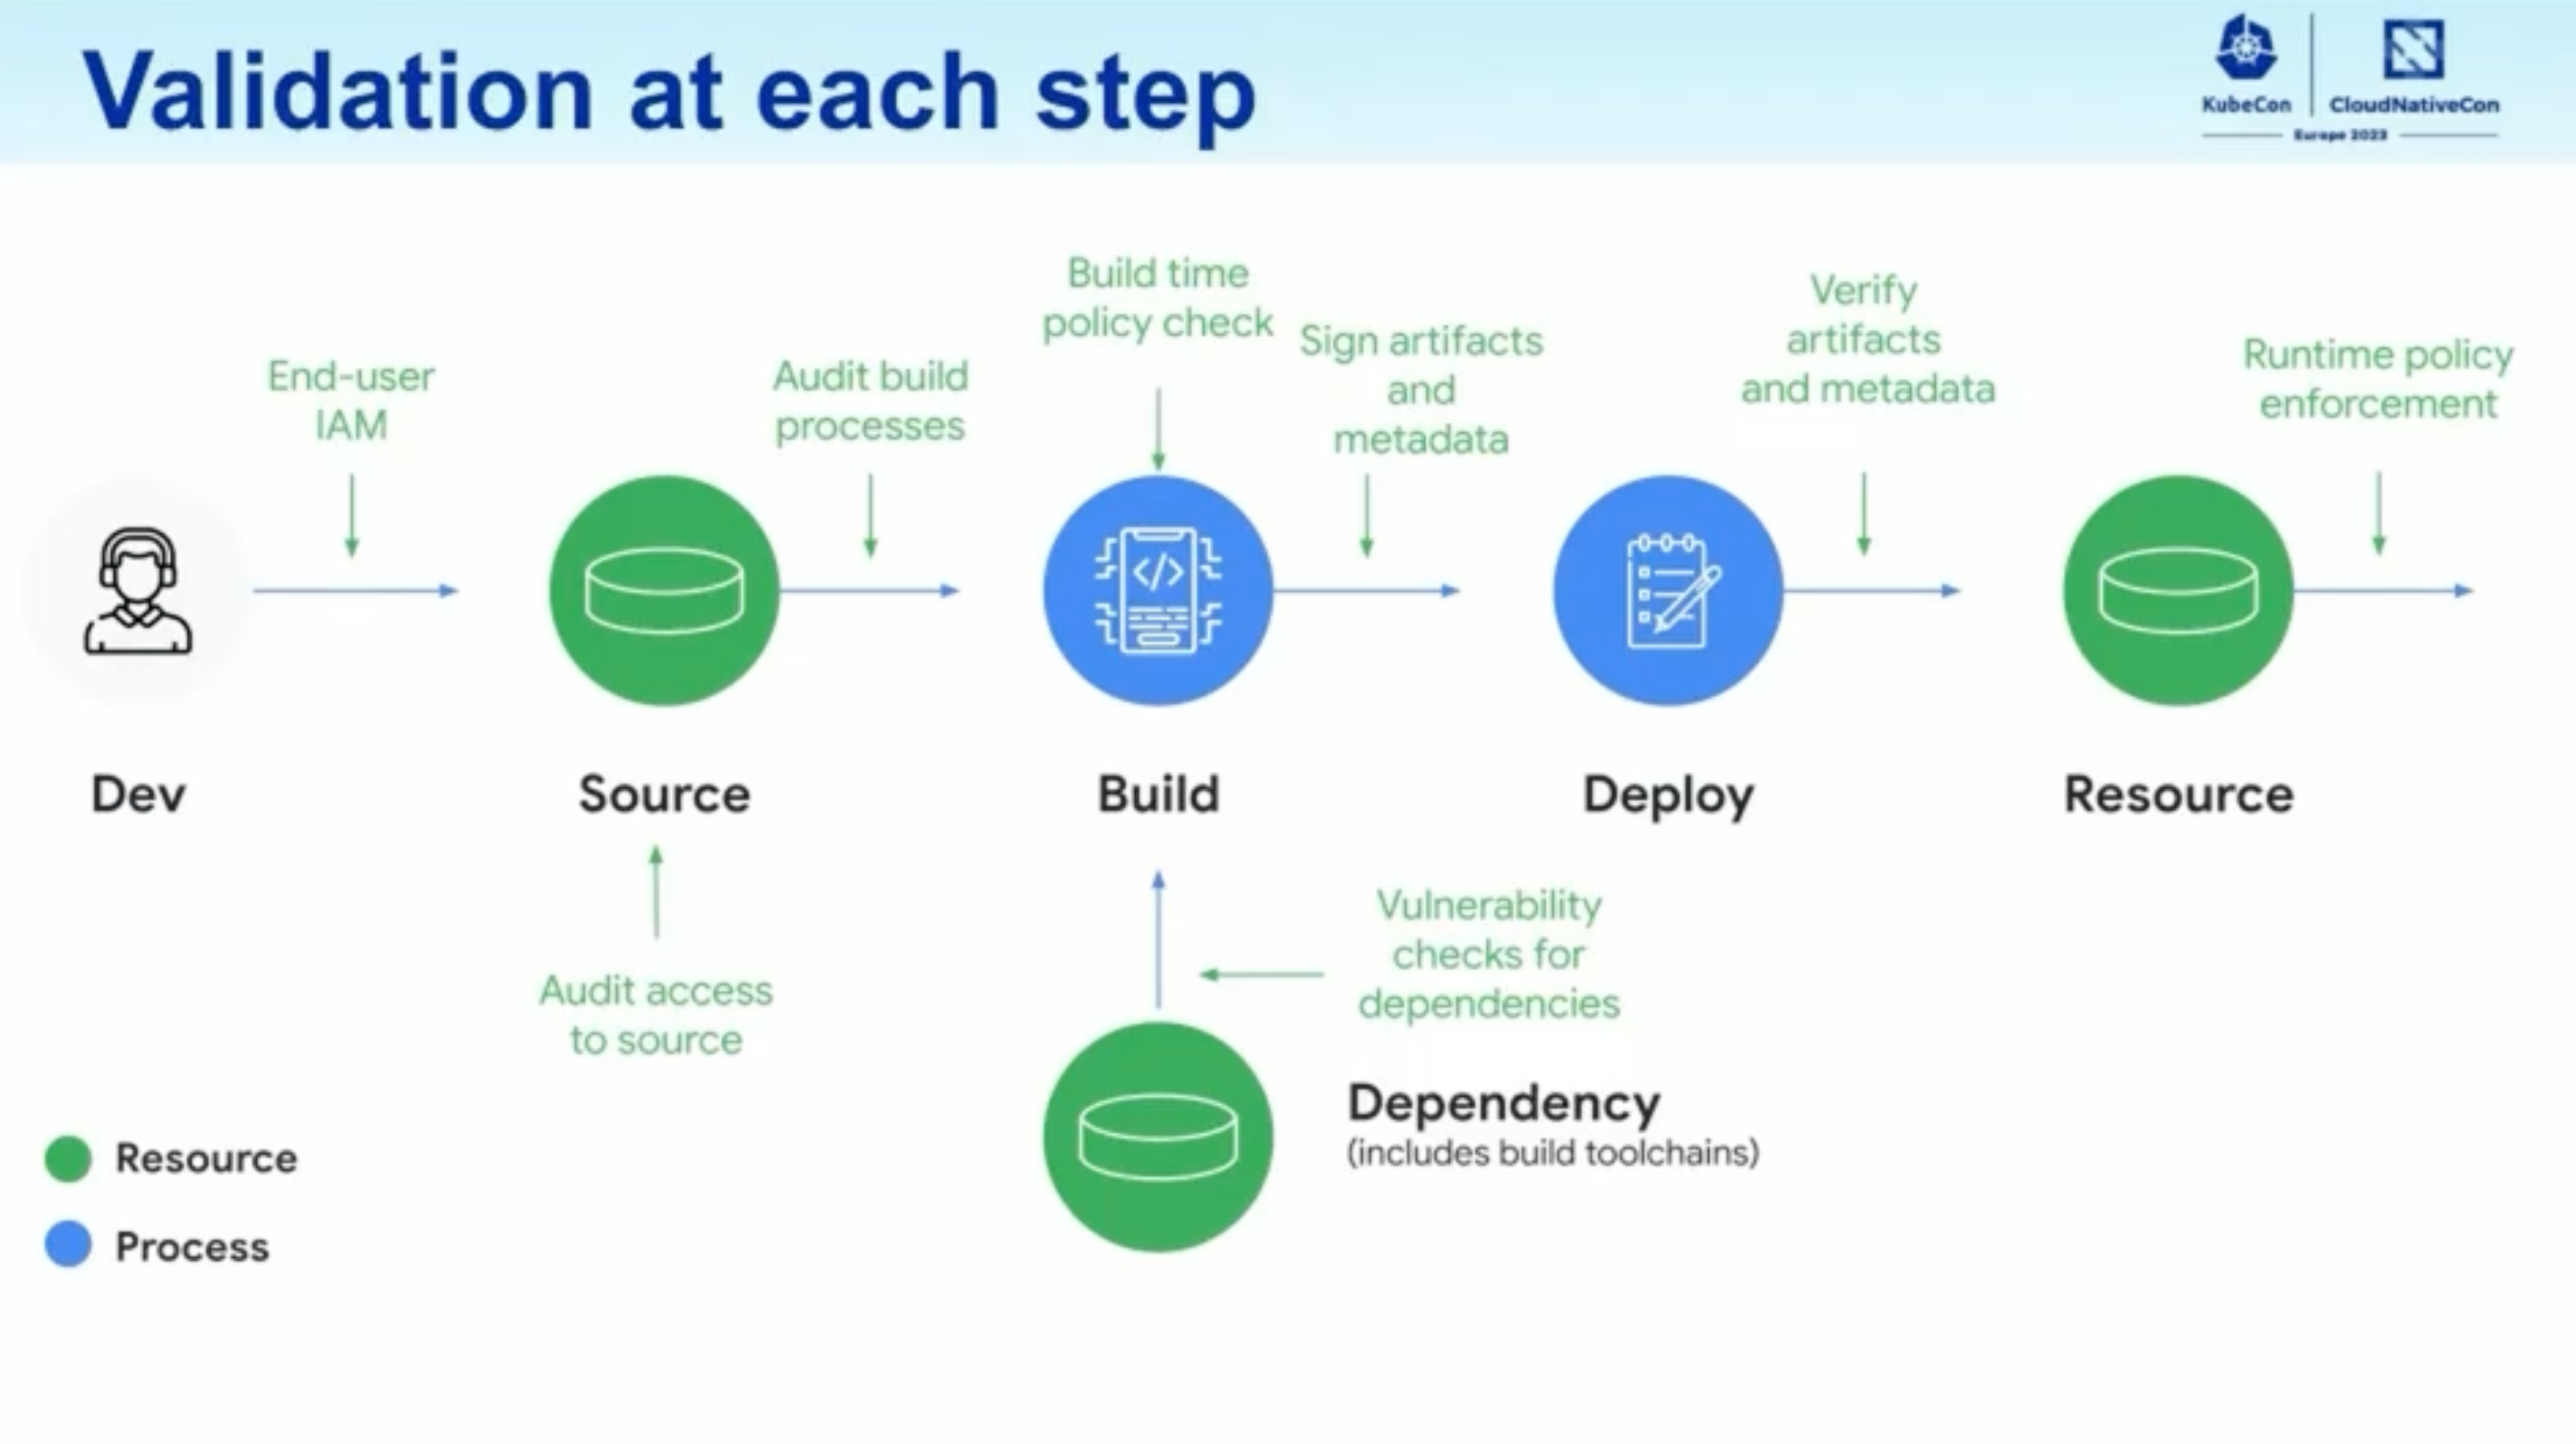 Validation at each step
KubeCon
CloudNativeCon
Europe 2023
Build time
policy check
Sign artifacts
and
metadata
Verify
artifacts
and metadata
Runtime policy
enforcement
End-user
IAM
Audit build
processes
Dev
Source
Build
Deploy
Resource
Audit access
to source
Vulnerability
checks for
dependencies
Dependency
(includes build toolchains)
Resource
Process